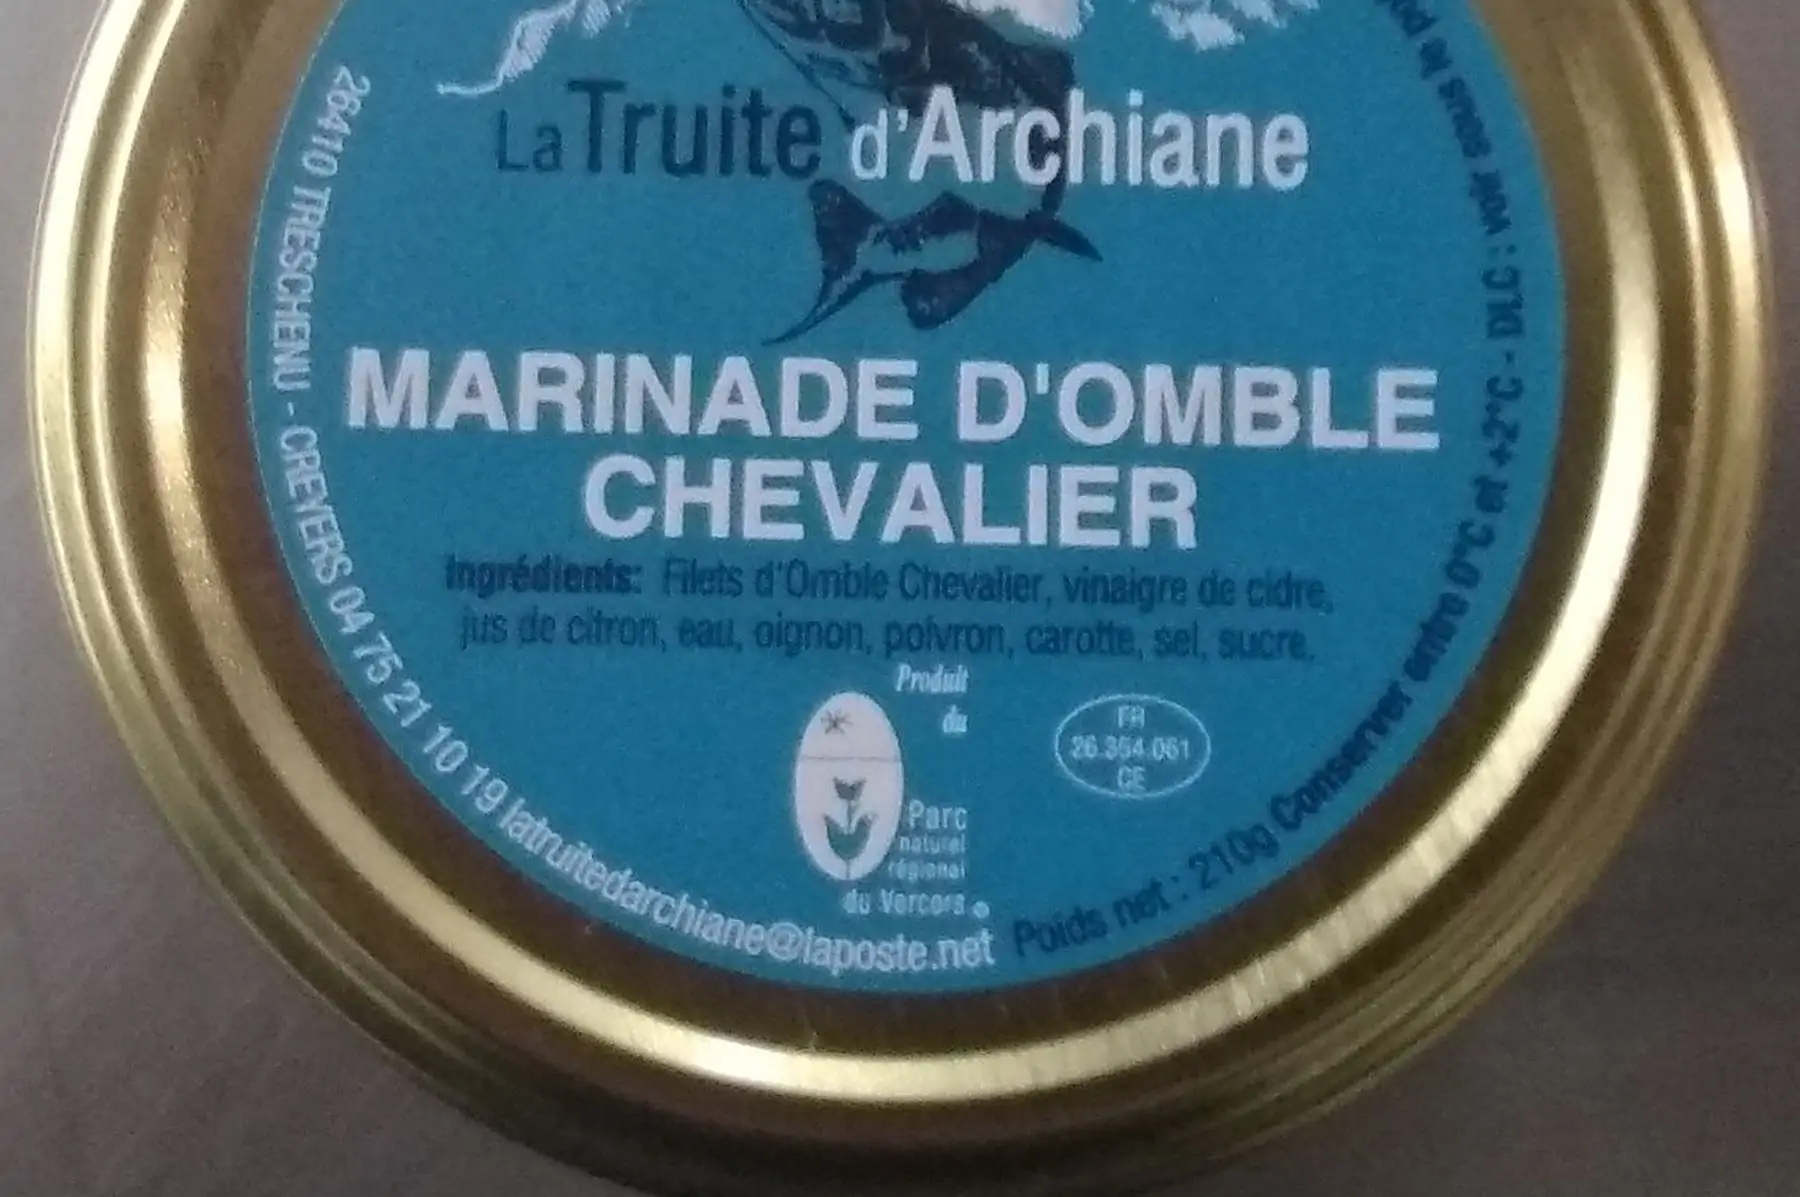 La Truite d'Archiane
MARINADE D'OMBLE
CHEVALIER
Ingrédients: Filets d'Omble Chevalier, vinaigre de cidre,
jus de citron, eau, oignon, poivron, carotte, sel, sucre.
Produit
du
Parc
naturel
régional
du Vercors
FR
26.364.061
CE
26410 TRESCHENU - CREYERS 04 75 21 10 19 latruitedarchiane@laposte.net
Poids net : 210g Conserver entre 0°C et +2°C - DLC : voir sous le